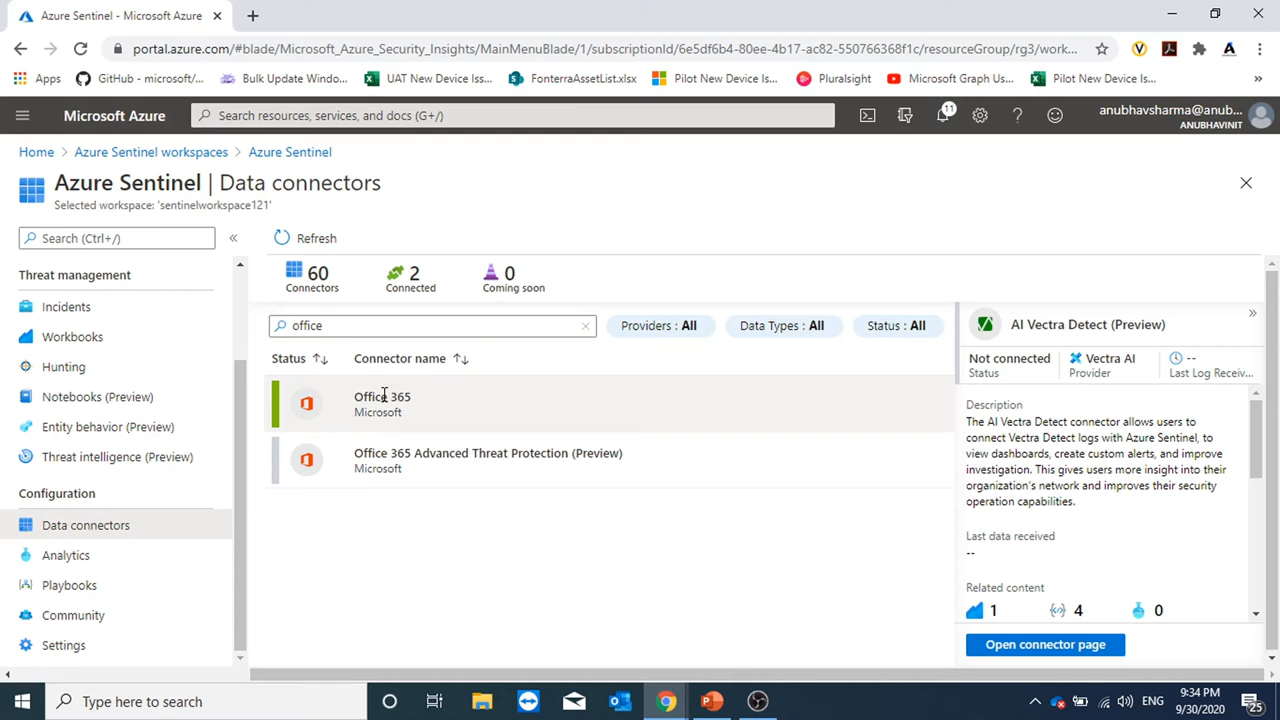 Azure Sentinel - Microsoft Azure
portal.azure.com/#blade/Microsoft_Azure_Security_Insights/MainMenuBlade/1/subscriptionId/6e5df6b4-80ee-4b17-ac82-550766368f1c/resourceGroup/rg3/work...
Apps GitHub - microsoft/... Bulk Update Windo... UAT New Device Iss... FonterraAssetList.xlsx Pilot New Device Is... Pluralsight Microsoft Graph Us... Pilot New Device Is... »
Microsoft Azure
Search resources, services, and docs (G+/)
11
anubhavsharma@anub...
ANUBHAVINIT
Home > Azure Sentinel workspaces > Azure Sentinel
Azure Sentinel | Data connectors
Selected workspace: 'sentinelworkspace121'
Search (Ctrl+/)
«
Threat management
Incidents
Workbooks
Hunting
Notebooks (Preview)
Entity behavior (Preview)
Threat intelligence (Preview)
Configuration
Data connectors
Analytics
Playbooks
Community
Settings
Refresh
60 2 0
Connectors Connected Coming soon
office
Providers : All Data Types : All Status : All
Status Connector name
Office 365
Microsoft
Office 365 Advanced Threat Protection (Preview)
Microsoft
AI Vectra Detect (Preview)
»
Not connected Vectra AI --
Status Provider Last Log Receiv...
Description
The AI Vectra Detect connector allows users to
connect Vectra Detect logs with Azure Sentinel, to
view dashboards, create custom alerts, and improve
investigation. This gives users more insight into their
organization's network and improves their security
operation capabilities.
Last data received
--
Related content
1 4 0
Open connector page
Type here to search
ENG
9:34 PM
9/30/2020
25